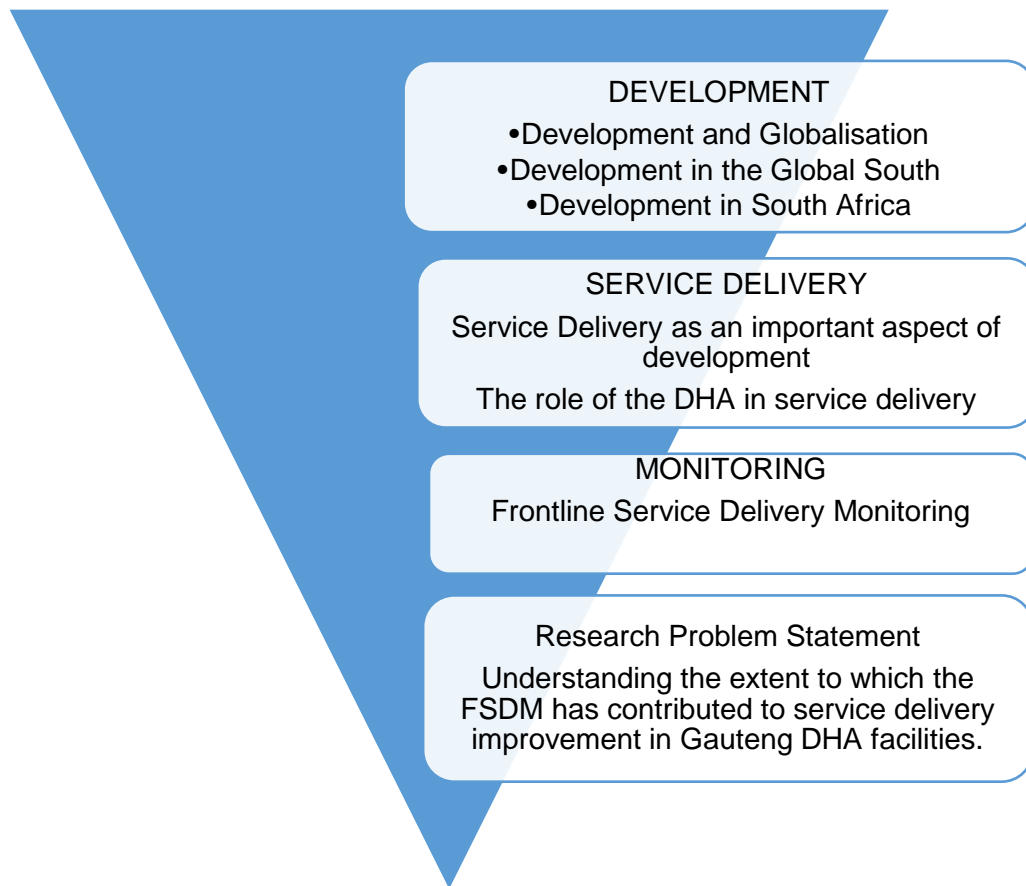 DEVELOPMENT
•Development and Globalisation
•Development in the Global South
•Development in South Africa
SERVICE DELIVERY
Service Delivery as an important aspect of
development
The role of the DHA in service delivery
MONITORING
Frontline Service Delivery Monitoring
Research Problem Statement
Understanding the extent to which the
FSDM has contributed to service delivery
improvement in Gauteng DHA facilities.